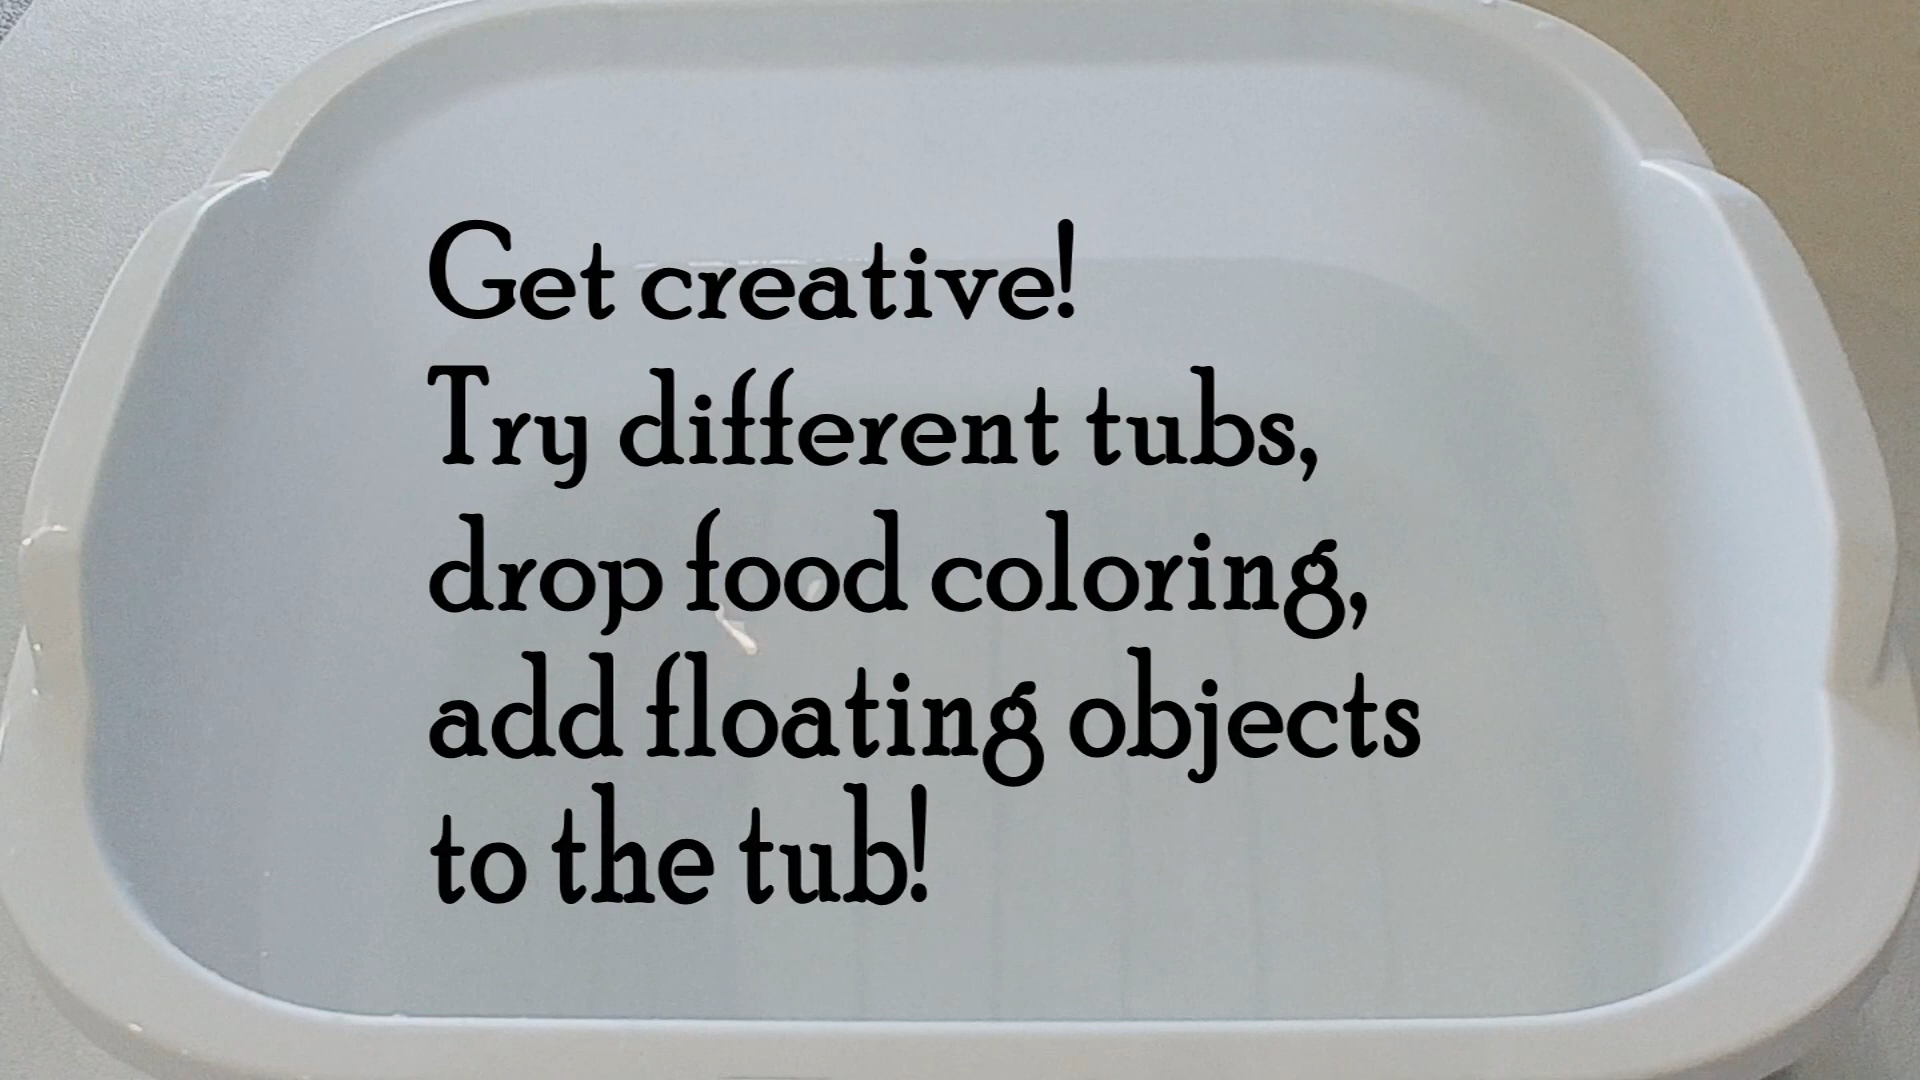 Get creative!
Try different tubs,
drop food coloring,
add floating objects
to the tub!